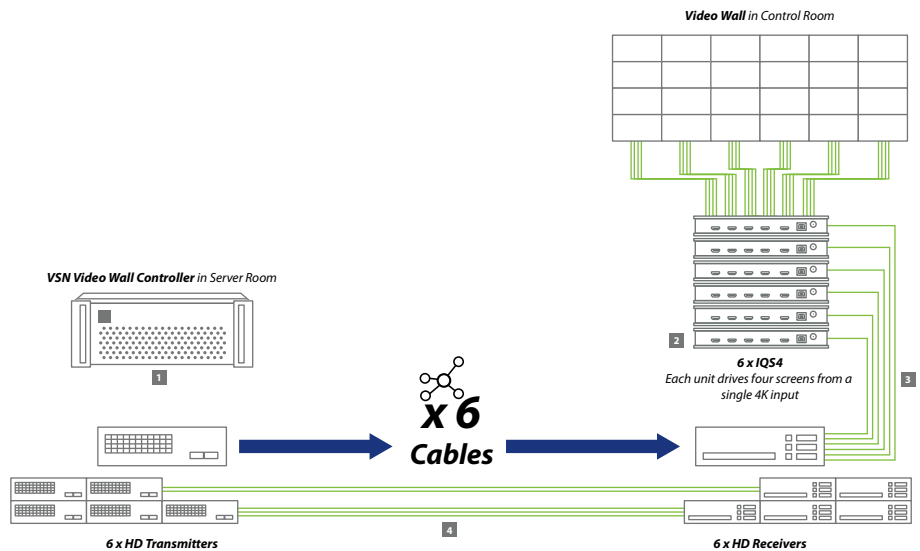 Video Wall in Control Room
VSN Video Wall Controller in Server Room
1
2
6 x IQS4
Each unit drives four screens from a
single 4K input
3
x 6
Cables
4
6 x HD Transmitters
6 x HD Receivers